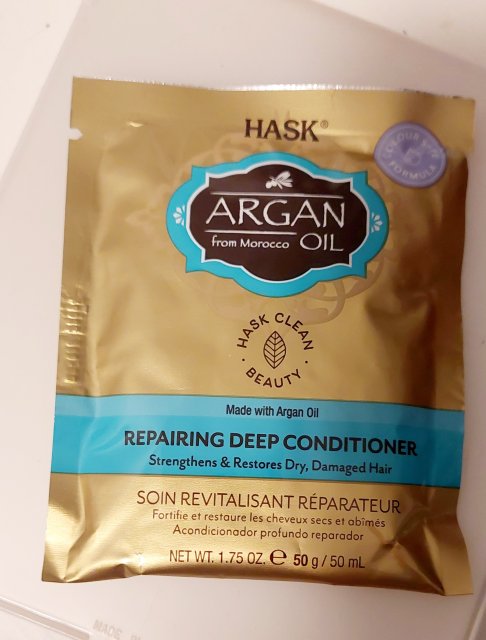 HASK®
FORMULA
ARGAN
from Morocco OIL
HASK CLEAN
BEAUTY
Made with Argan Oil
REPAIRING DEEP CONDITIONER
Strengthens & Restores Dry, Damaged Hair
SOIN REVITALISANT RÉPARATEUR
Fortifie et restaure les cheveux secs et abîmés
Acondicionador profundo reparador
NET WT. 1.75 OZ. ℮ 50 g / 50 mL